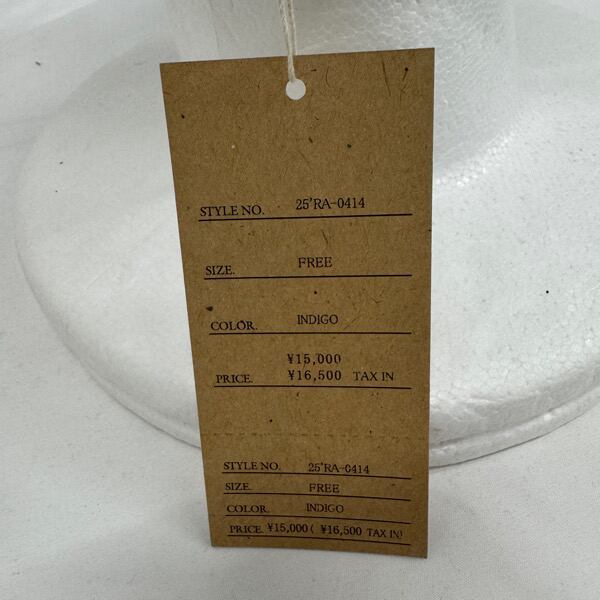 STYLE NO. 25'RA-0414
SIZE. FREE
COLOR. INDIGO
¥15,000
PRICE. ¥16,500 TAX IN
STYLE NO. 25'RA-0414
SIZE. FREE
COLOR. INDIGO
PRICE. ¥15,000 ( ¥16,500 TAX IN)